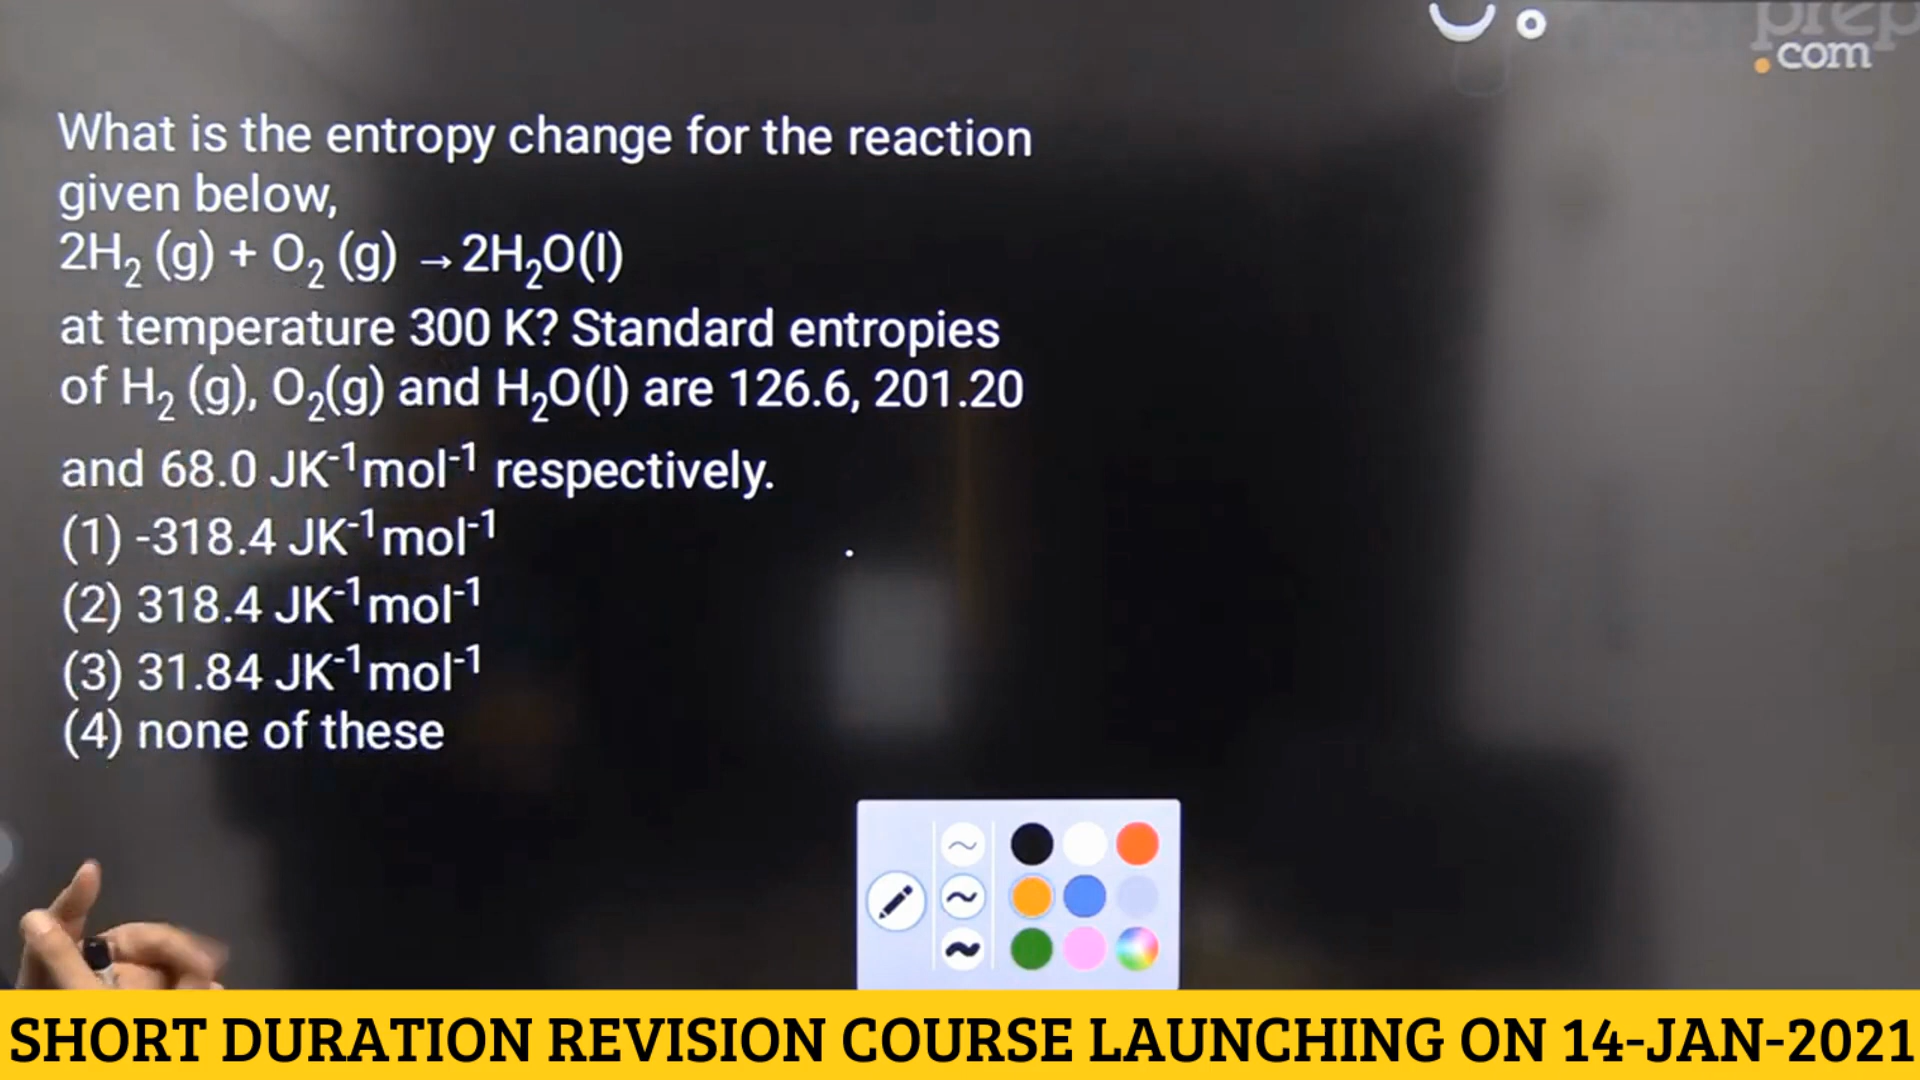 prep
.com
What is the entropy change for the reaction
given below,
2H₂ (g) + O₂ (g) →2H₂O(l)
at temperature 300 K? Standard entropies
of H₂ (g), O₂(g) and H₂O(l) are 126.6, 201.20
and 68.0 JK⁻¹mol⁻¹ respectively.
(1) -318.4 JK⁻¹mol⁻¹
(2) 318.4 JK⁻¹mol⁻¹
(3) 31.84 JK⁻¹mol⁻¹
(4) none of these
SHORT DURATION REVISION COURSE LAUNCHING ON 14-JAN-2021